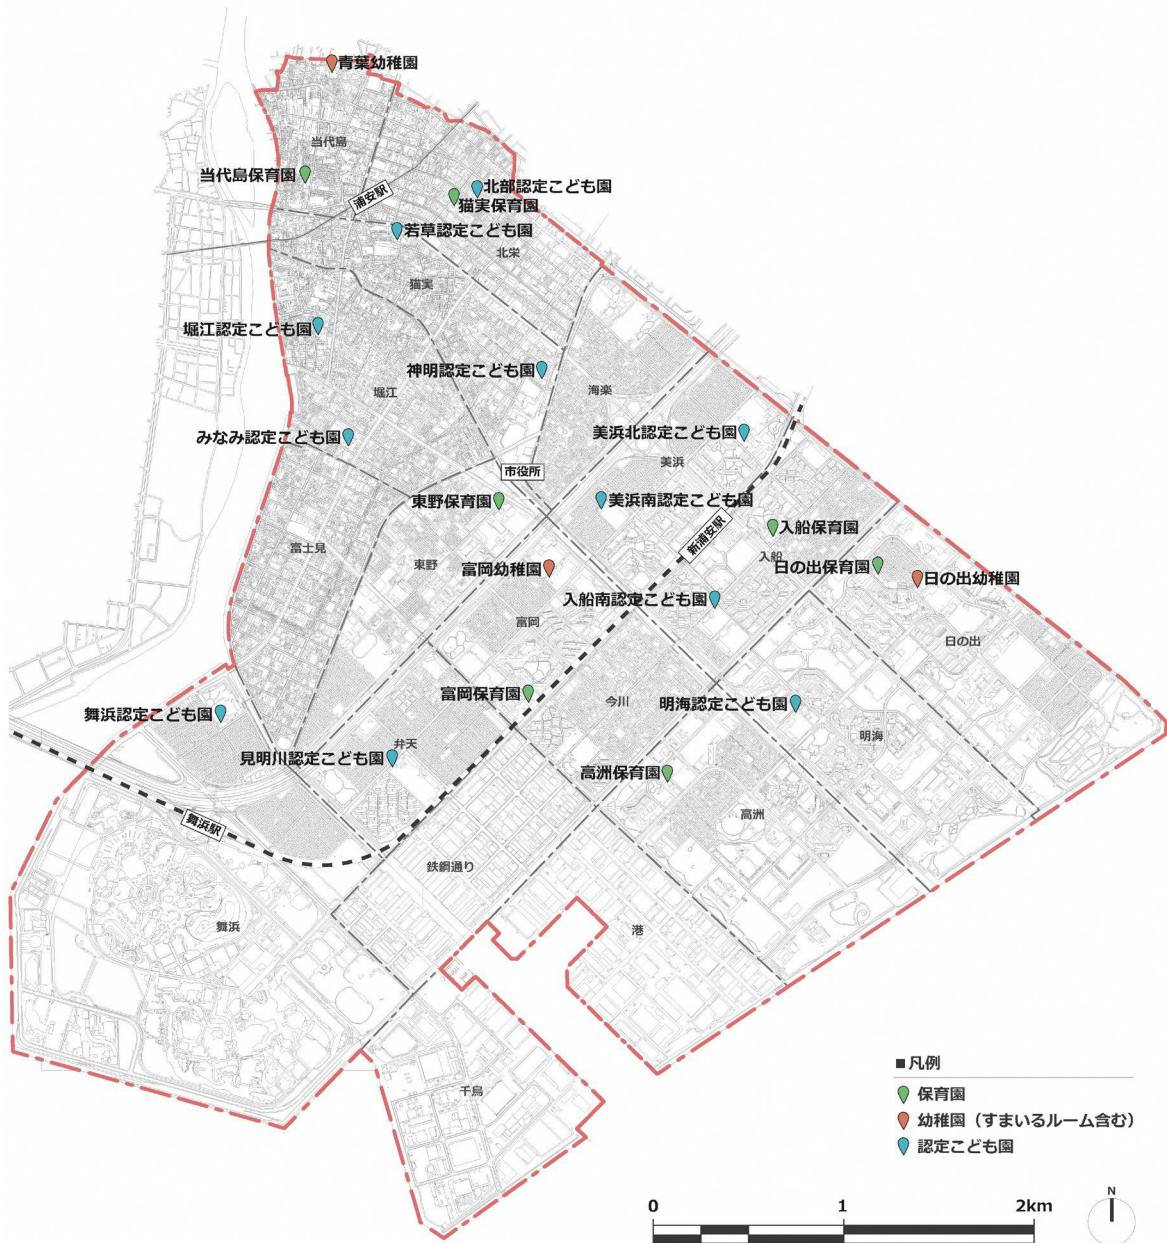 青葉幼稚園
当代島
当代島保育園
北部認定こども園
浦安駅
猫実保育園
若草認定こども園
北栄
猫実
堀江認定こども園
神明認定こども園
海楽
堀江
みなみ認定こども園
美浜北認定こども園
美浜
市役所
東野保育園
美浜南認定こども園
新浦安駅
入船保育園
富士見
東野
入船
富岡幼稚園
日の出保育園
日の出幼稚園
入船南認定こども園
富岡
日の出
富岡保育園
今川
明海認定こども園
舞浜認定こども園
明海
弁天
見明川認定こども園
高洲保育園
高洲
舞浜駅
鉄鋼通り
舞浜
港
千鳥
■凡例
保育園
幼稚園（すまいるルーム含む）
認定こども園
0 1 2km
N